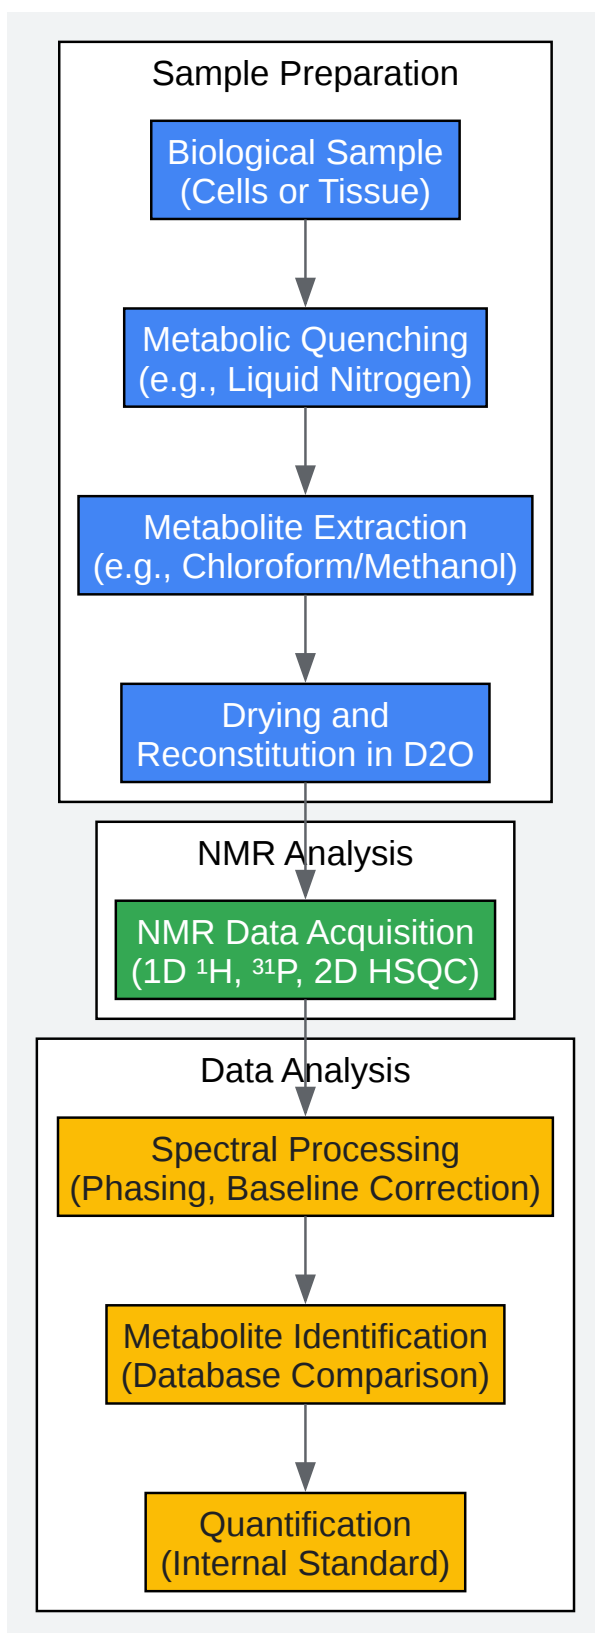 Sample Preparation
Biological Sample
(Cells or Tissue)
Metabolic Quenching
(e.g., Liquid Nitrogen)
Metabolite Extraction
(e.g., Chloroform/Methanol)
Drying and
Reconstitution in D2O
NMR Analysis
NMR Data Acquisition
(1D ¹H, ³¹P, 2D HSQC)
Data Analysis
Spectral Processing
(Phasing, Baseline Correction)
Metabolite Identification
(Database Comparison)
Quantification
(Internal Standard)